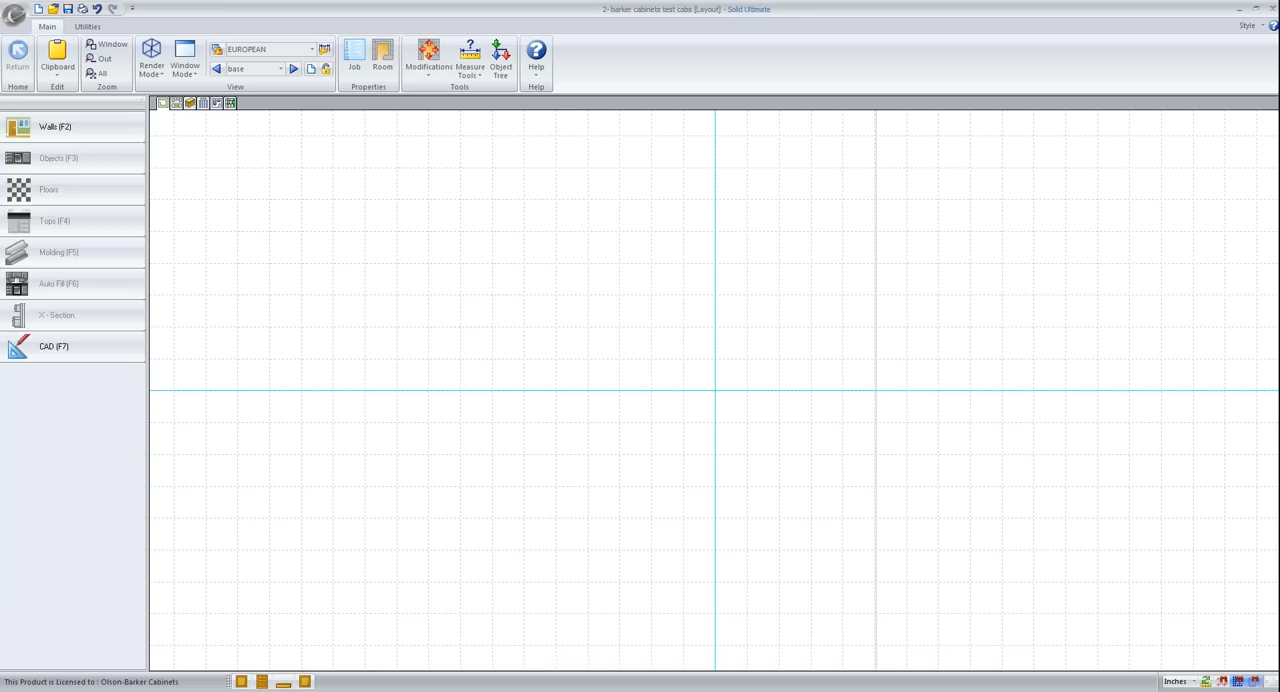 2- barker cabinets test cabs [Layout] - Solid Ultimate
Main
Utilities
Style
Return
Clipboard
Window
Out
All
Render Mode
Window Mode
EUROPEAN
base
Job
Room
Modifications
Measure Tools
Object Tree
Help
Home
Edit
Zoom
View
Properties
Tools
Help
Walls (F2)
Objects (F3)
Floors
Tops (F4)
Molding (F5)
Auto Fill (F6)
X - Section
CAD (F7)
This Product is Licensed to : Olson-Barker Cabinets
Inches